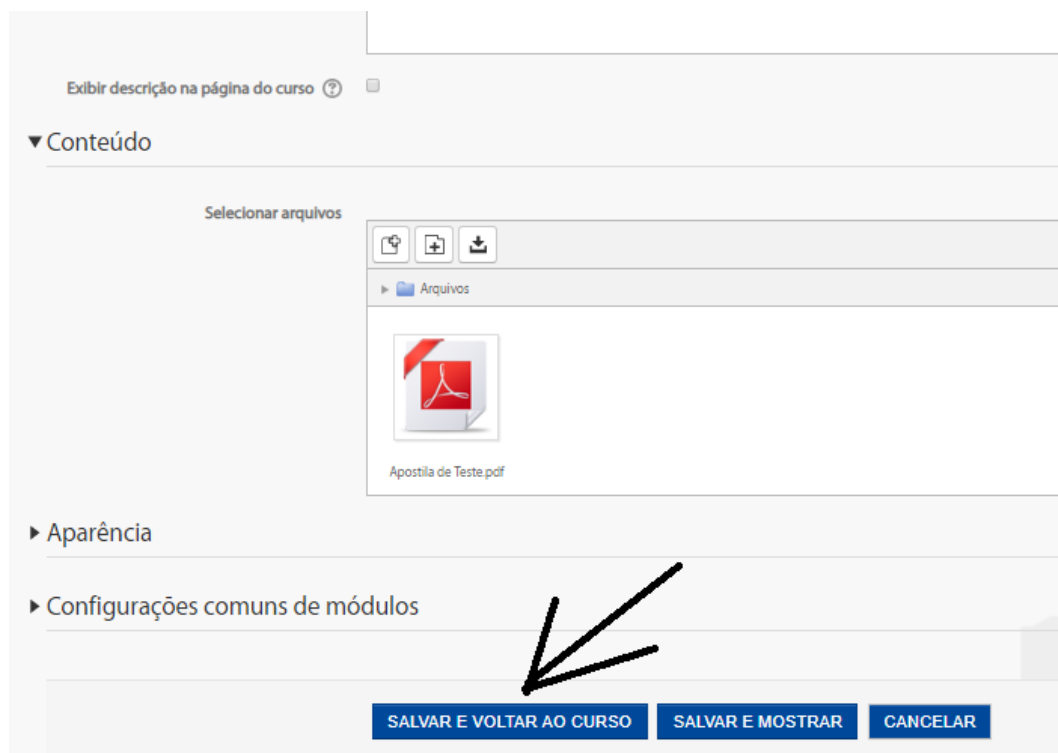 Exibir descrição na página do curso ?
Conteúdo
Selecionar arquivos
Arquivos
Apostila de Teste.pdf
Aparência
Configurações comuns de módulos
SALVAR E VOLTAR AO CURSO SALVAR E MOSTRAR CANCELAR